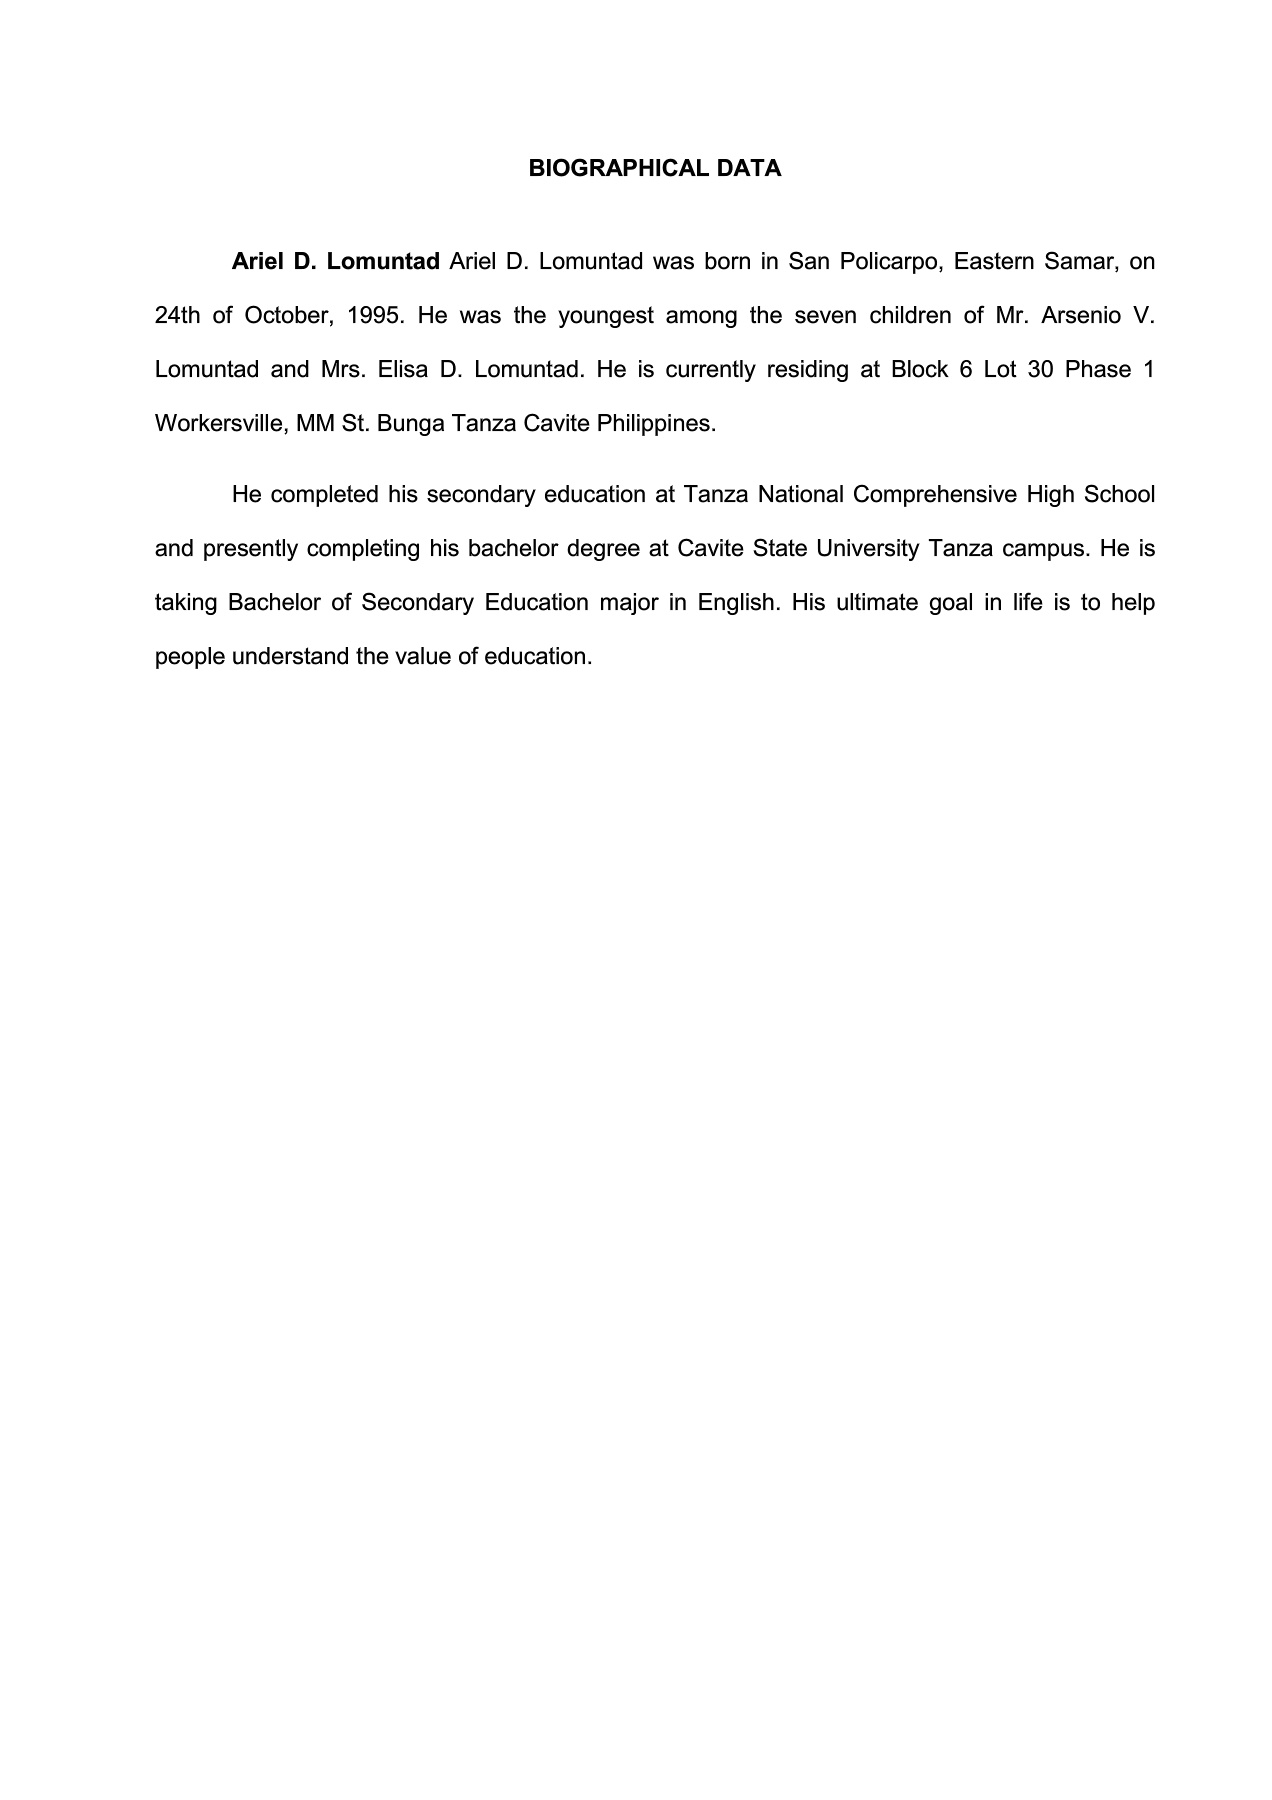 BIOGRAPHICAL DATA
Ariel D. Lomuntad Ariel D. Lomuntad was born in San Policarpo, Eastern Samar, on
24th of October, 1995. He was the youngest among the seven children of Mr. Arsenio V.
Lomuntad and Mrs. Elisa D. Lomuntad. He is currently residing at Block 6 Lot 30 Phase 1
Workersville, MM St. Bunga Tanza Cavite Philippines.
He completed his secondary education at Tanza National Comprehensive High School
and presently completing his bachelor degree at Cavite State University Tanza campus. He is
taking Bachelor of Secondary Education major in English. His ultimate goal in life is to help
people understand the value of education.